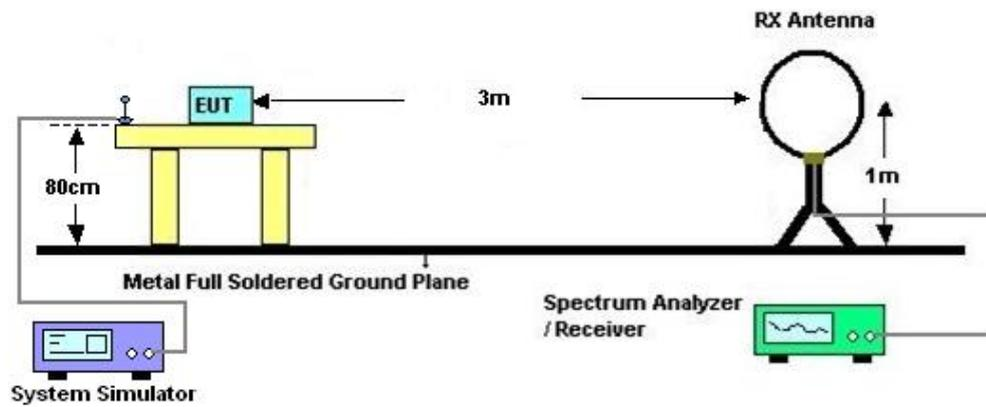 RX Antenna
EUT
3m
80cm
1m
Metal Full Soldered Ground Plane
Spectrum Analyzer
/ Receiver
System Simulator